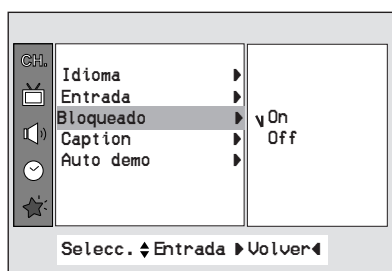 CH.
Idioma
Entrada
Bloqueado
Caption
Auto demo
On
Off
Selecc. Entrada Volver